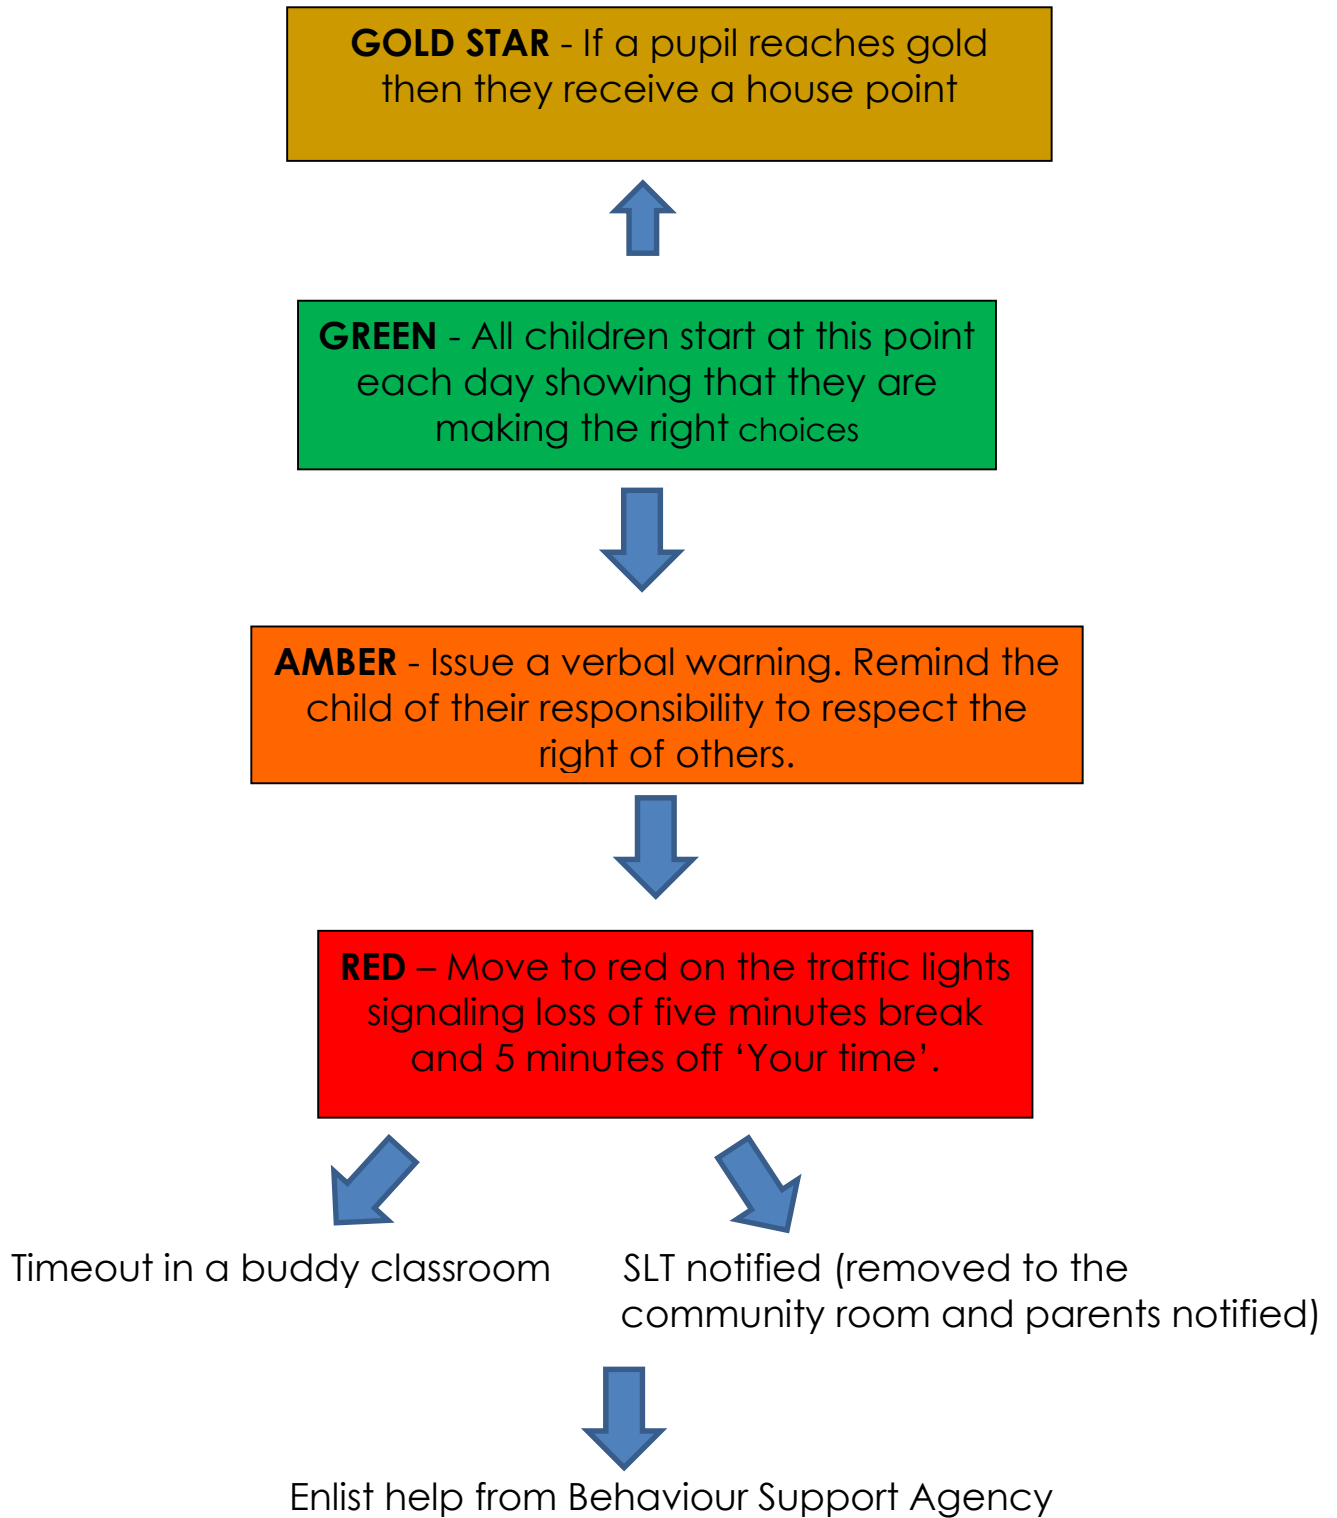 GOLD STAR - If a pupil reaches gold
then they receive a house point
GREEN - All children start at this point
each day showing that they are
making the right choices
AMBER - Issue a verbal warning. Remind the
child of their responsibility to respect the
right of others.
RED – Move to red on the traffic lights
signaling loss of five minutes break
and 5 minutes off ‘Your time’.
Timeout in a buddy classroom
SLT notified (removed to the
community room and parents notified)
Enlist help from Behaviour Support Agency